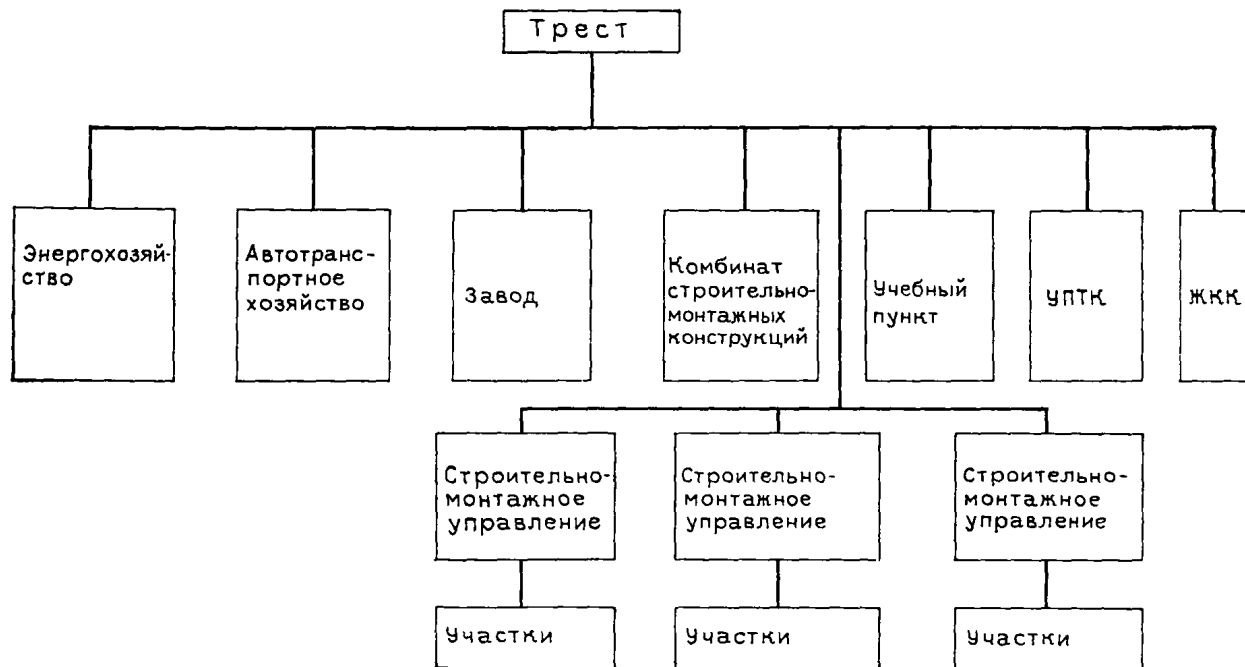 Трест
Энергохозяй-
ство
Автотранс-
портное
хозяйство
Завод
Комбинат
строительно-
монтажных
конструкций
Учебный
пункт
УПТК
ЖКК
Строительно-
монтажное
управление
Строительно-
монтажное
управление
Строительно-
монтажное
управление
Участки
Участки
Участки